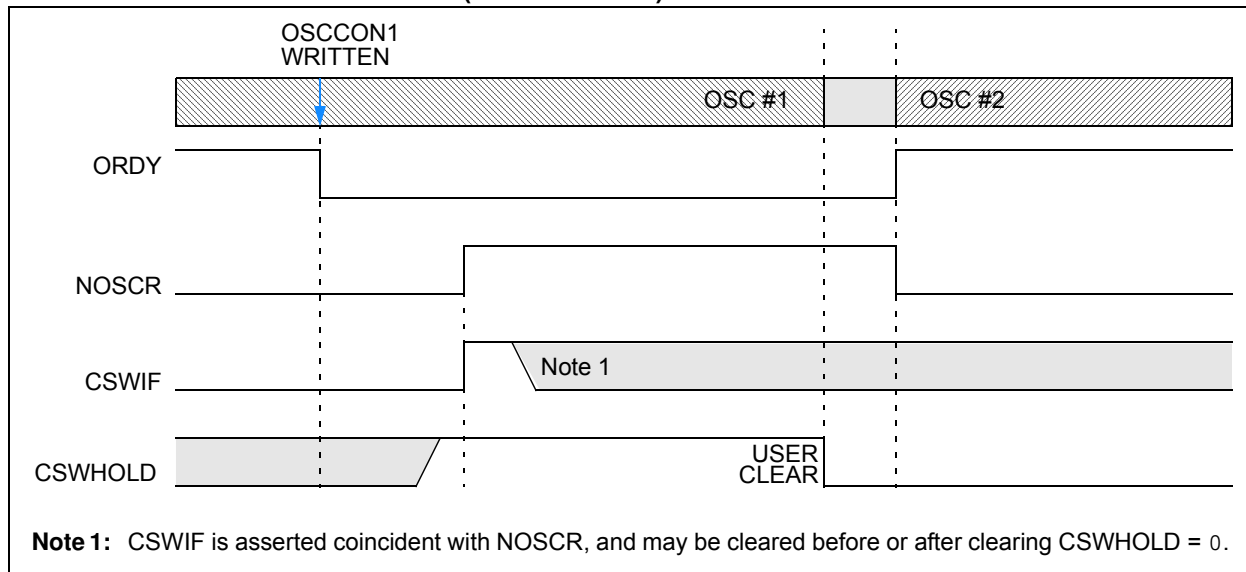 OSCCON1
WRITTEN
OSC #1
OSC #2
ORDY
NOSCR
CSWIF
Note 1
CSWHOLD
USER
CLEAR
Note 1: CSWIF is asserted coincident with NOSCR, and may be cleared before or after clearing CSWHOLD = 0.